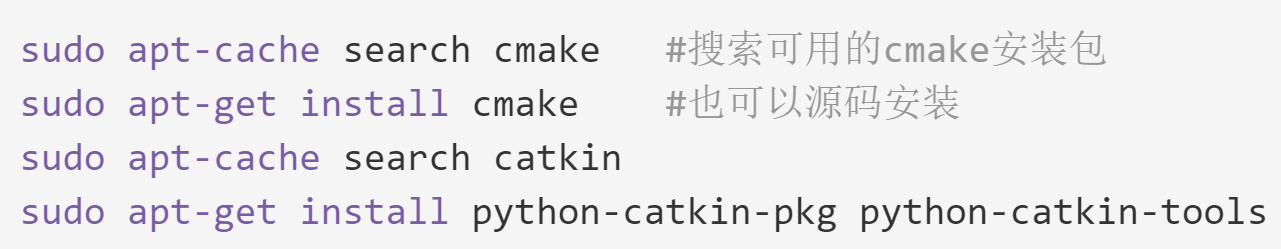 sudo apt-cache search cmake   #搜索可用的cmake安装包
sudo apt-get install cmake    #也可以源码安装
sudo apt-cache search catkin
sudo apt-get install python-catkin-pkg python-catkin-tools